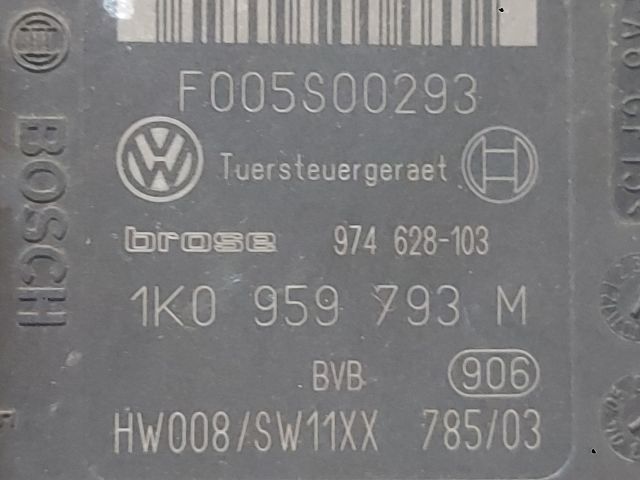 F005S00293
Tuersteuergeraet
brose 974 628-103
1K0 959 793 M
BVB 906
HW008/SW11XX 785/03
BOSCH